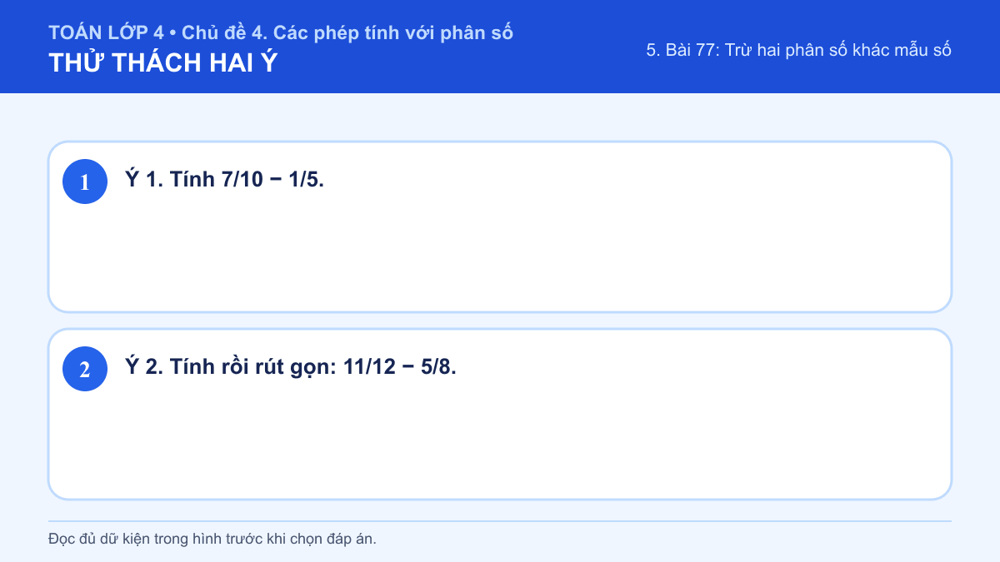 TOÁN LỚP 4 • Chủ đề 4. Các phép tính với phân số
THỬ THÁCH HAI Ý
5. Bài 77: Trừ hai phân số khác mẫu số
1
Ý 1. Tính 7/10 − 1/5.
2
Ý 2. Tính rồi rút gọn: 11/12 − 5/8.
Đọc đủ dữ kiện trong hình trước khi chọn đáp án.